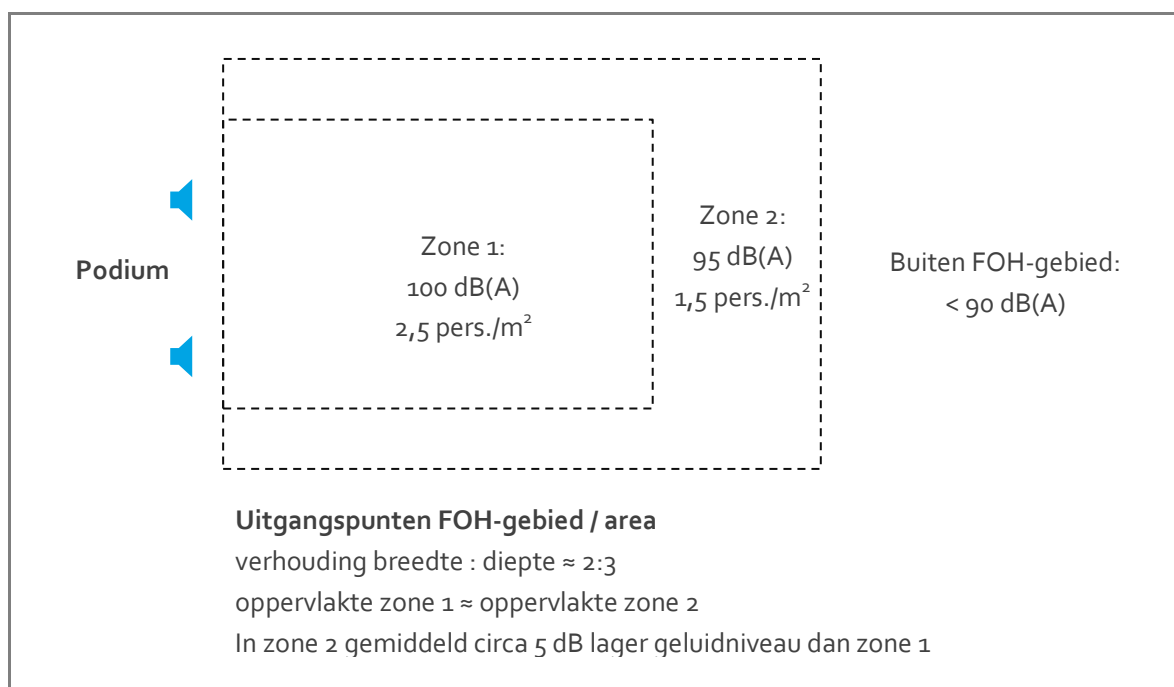 Podium
Zone 1:
100 dB(A)
2,5 pers./m²
Zone 2:
95 dB(A)
1,5 pers./m²
Buiten FOH-gebied:
< 90 dB(A)
Uitgangspunten FOH-gebied / area
verhouding breedte : diepte ≈ 2:3
oppervlakte zone 1 ≈ oppervlakte zone 2
In zone 2 gemiddeld circa 5 dB lager geluidniveau dan zone 1